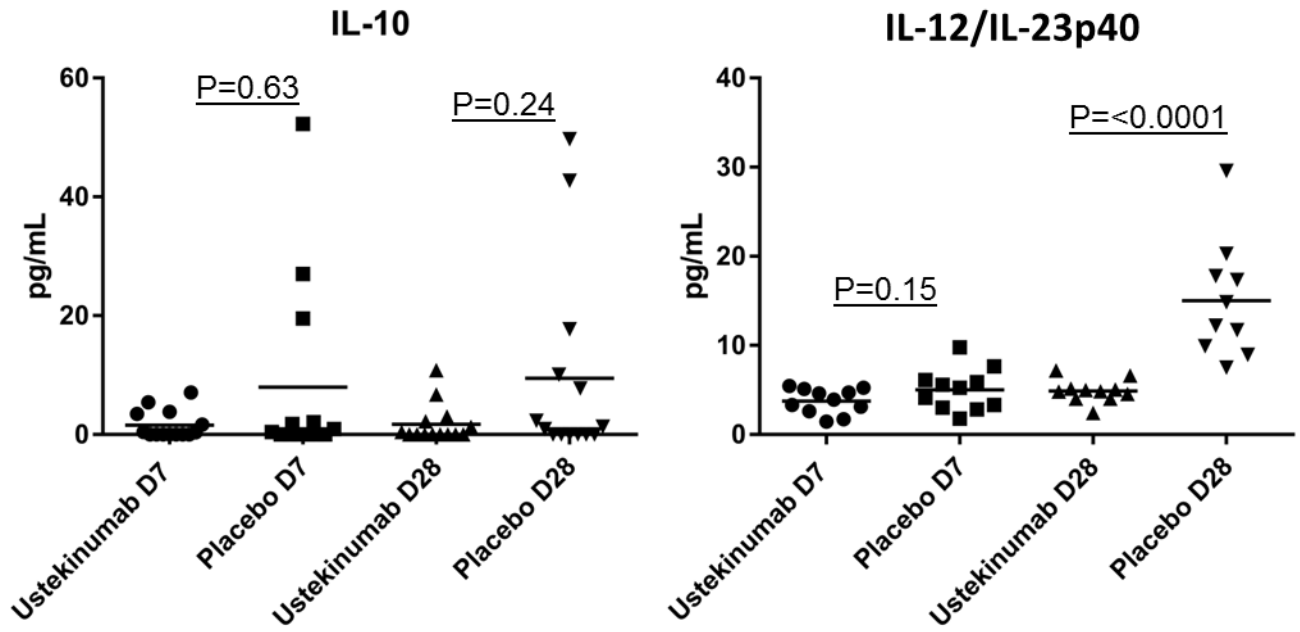 IL-10
60
40
20
0
pg/mL
P=0.63
P=0.24
Ustekinumab D7
Placebo D7
Ustekinumab D28
Placebo D28
IL-12/IL-23p40
40
30
20
10
0
pg/mL
P=0.15
P=<0.0001
Ustekinumab D7
Placebo D7
Ustekinumab D28
Placebo D28